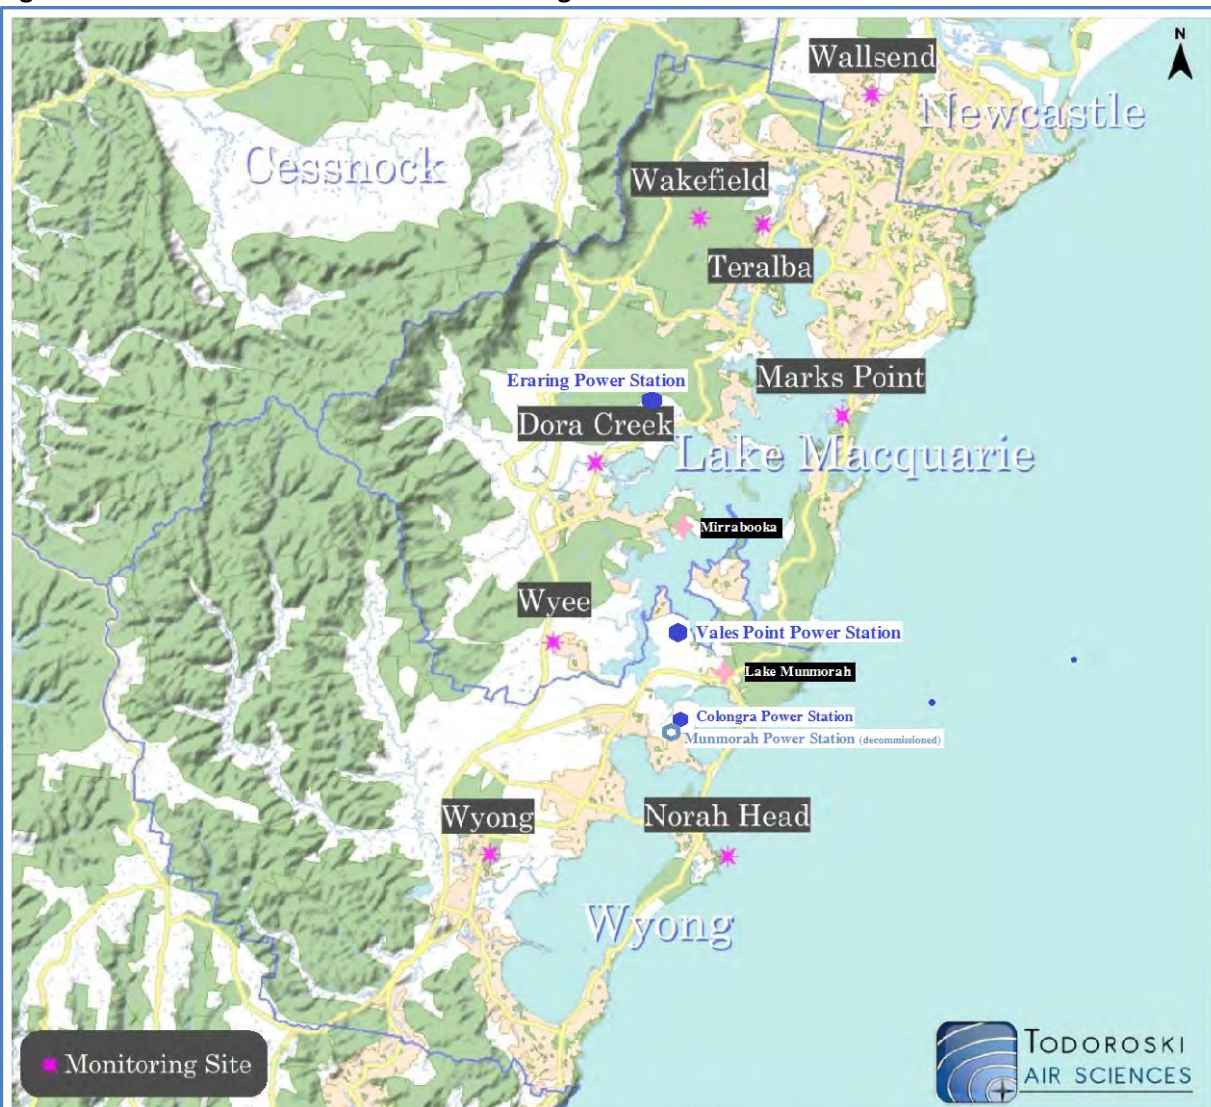 N
Wallsend
Newcastle
Cessnock
Wakefield
Teralba
Eraring Power Station
Marks Point
Dora Creek
Lake Macquarie
Mirrabooka
Wyee
Vales Point Power Station
Lake Munmorah
Colongra Power Station
Munmorah Power Station (decommissioned)
Wyong
Norah Head
Wyong
Monitoring Site
TODOROSKI
AIR SCIENCES